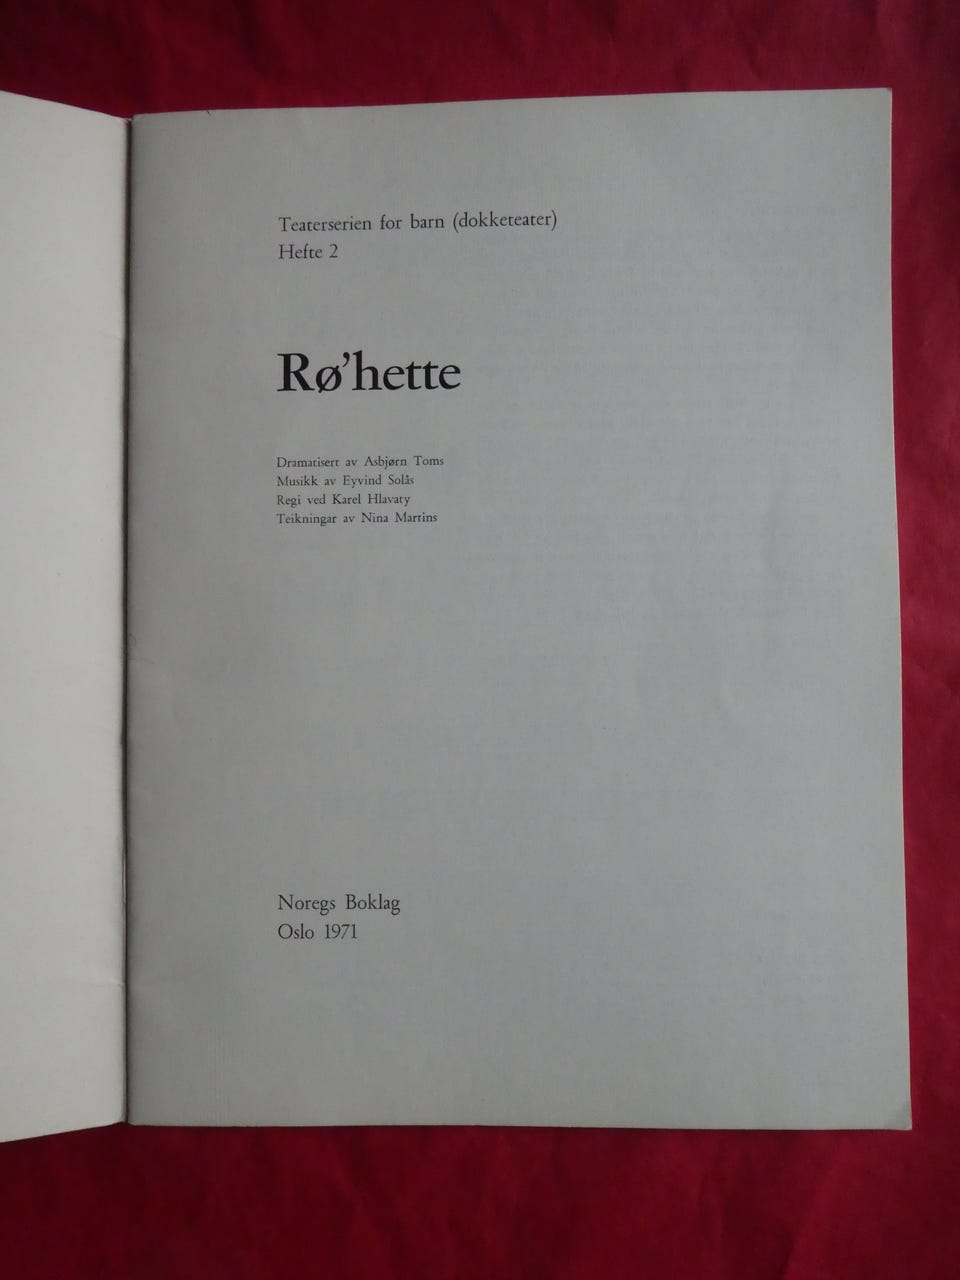 Teaterserien for barn (dokketeater)
Hefte 2
Rø’hette
Dramatisert av Asbjørn Toms
Musikk av Eyvind Solås
Regi ved Karel Hlavaty
Teikningar av Nina Martins
Noregs Boklag
Oslo 1971